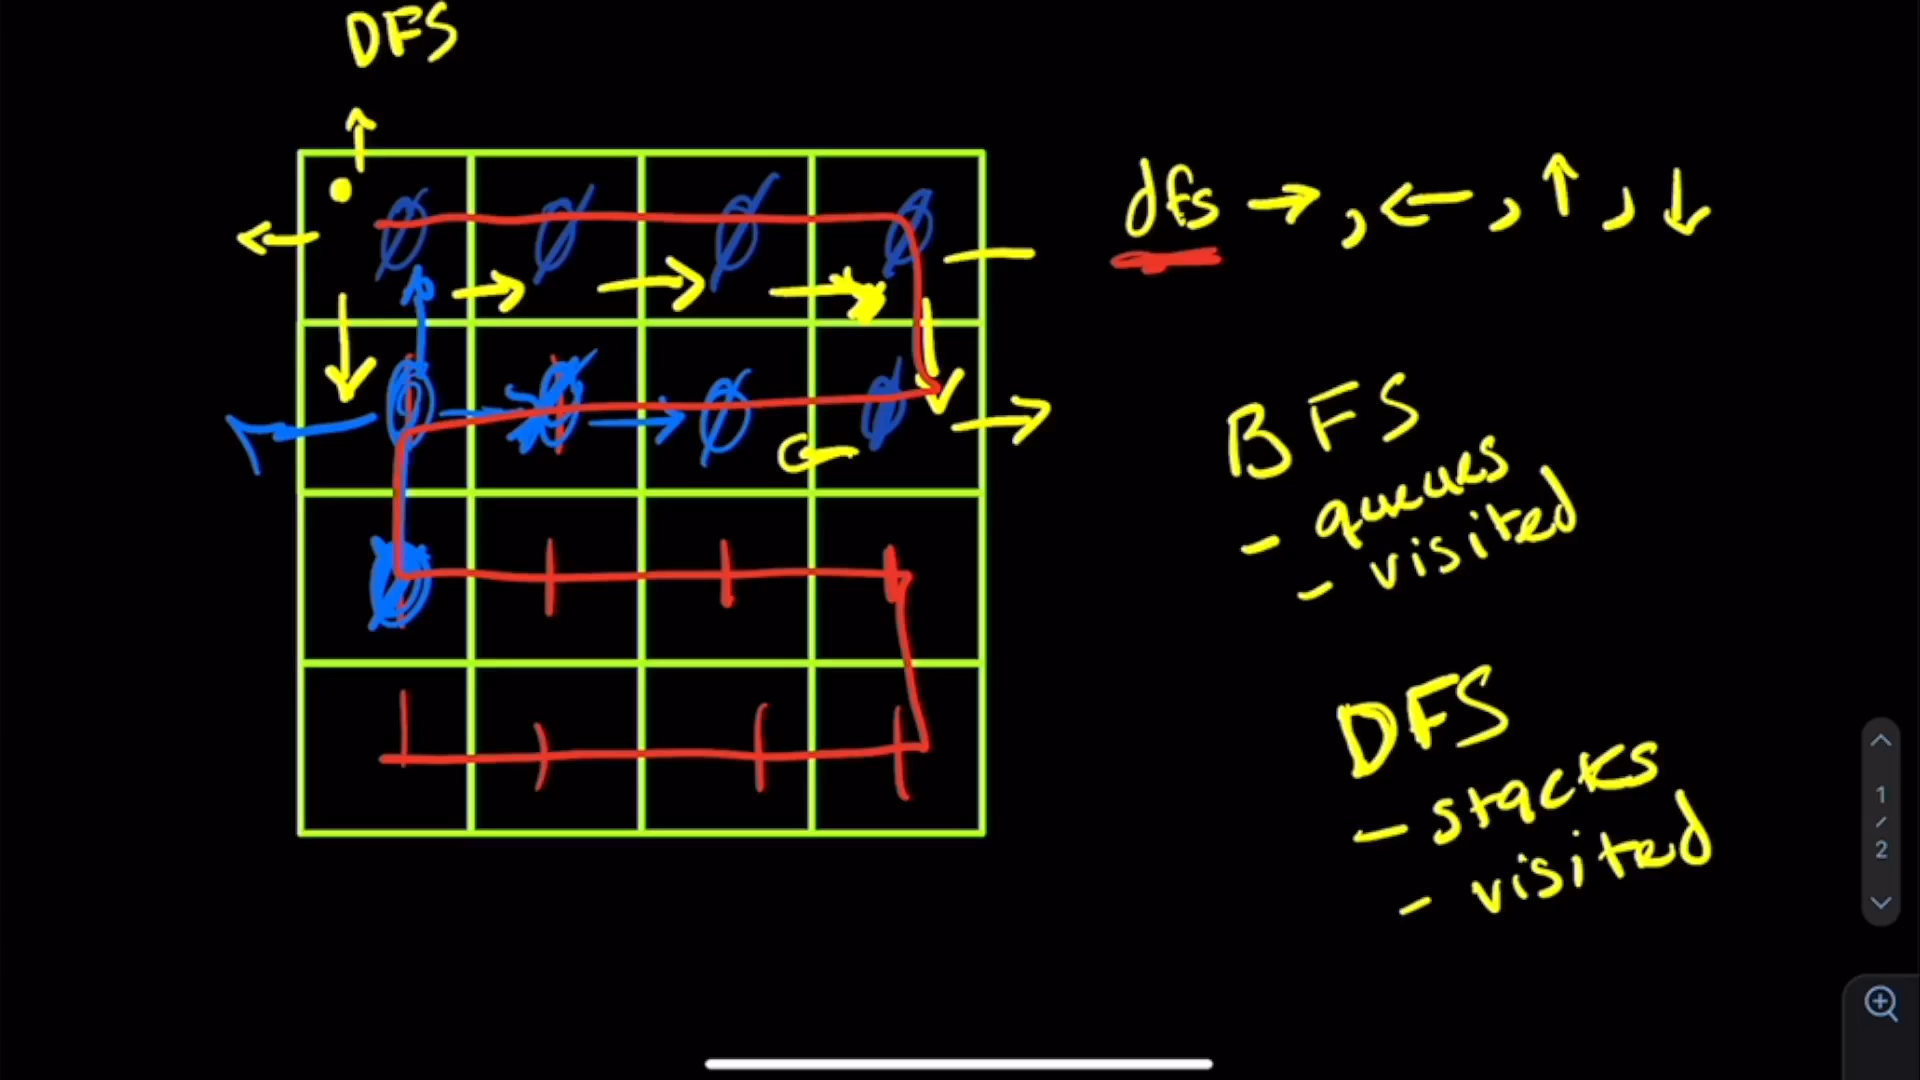 DFS
dfs →, ←, ↑, ↓
BFS
- queues
- visited
DFS
- stacks
- visited
1
/
2